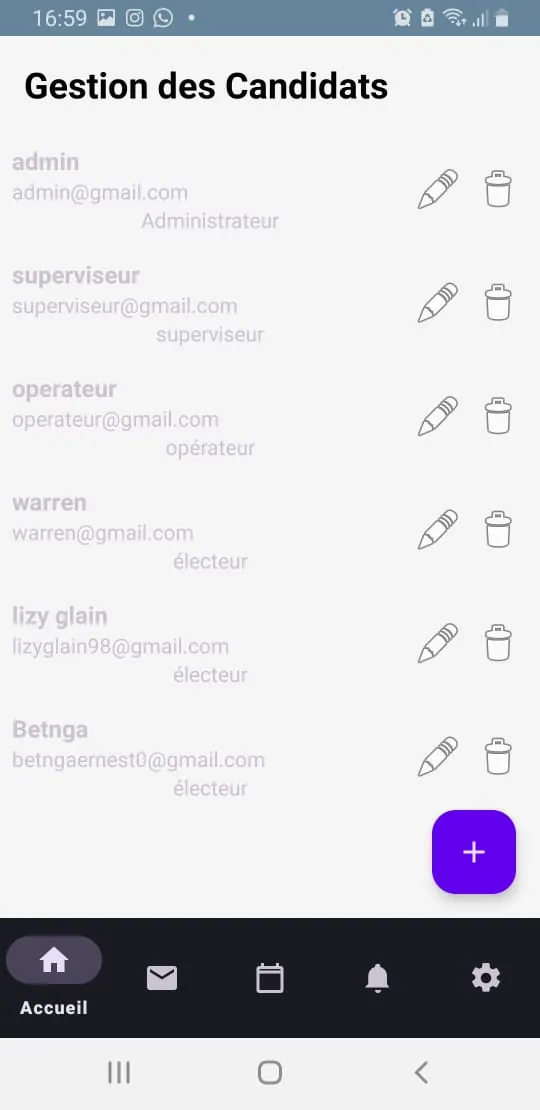 16:59
Gestion des Candidats
admin
admin@gmail.com
Administrateur
superviseur
superviseur@gmail.com
superviseur
operateur
operateur@gmail.com
opérateur
warren
warren@gmail.com
électeur
lizy glain
lizyglain98@gmail.com
électeur
Betnga
betngaernest0@gmail.com
électeur
+
Accueil